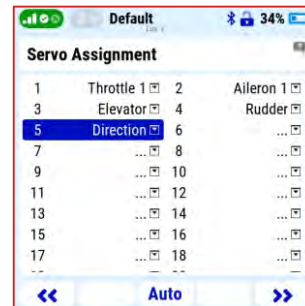 Default 34%
Servo Assignment
1 Throttle 1 2 Aileron 1
3 Elevator 4 Rudder
5 Direction 6 ...
7 ... 8 ...
9 ... 10 ...
11 ... 12 ...
13 ... 14 ...
15 ... 16 ...
17 ... 18 ...
<< Auto >>